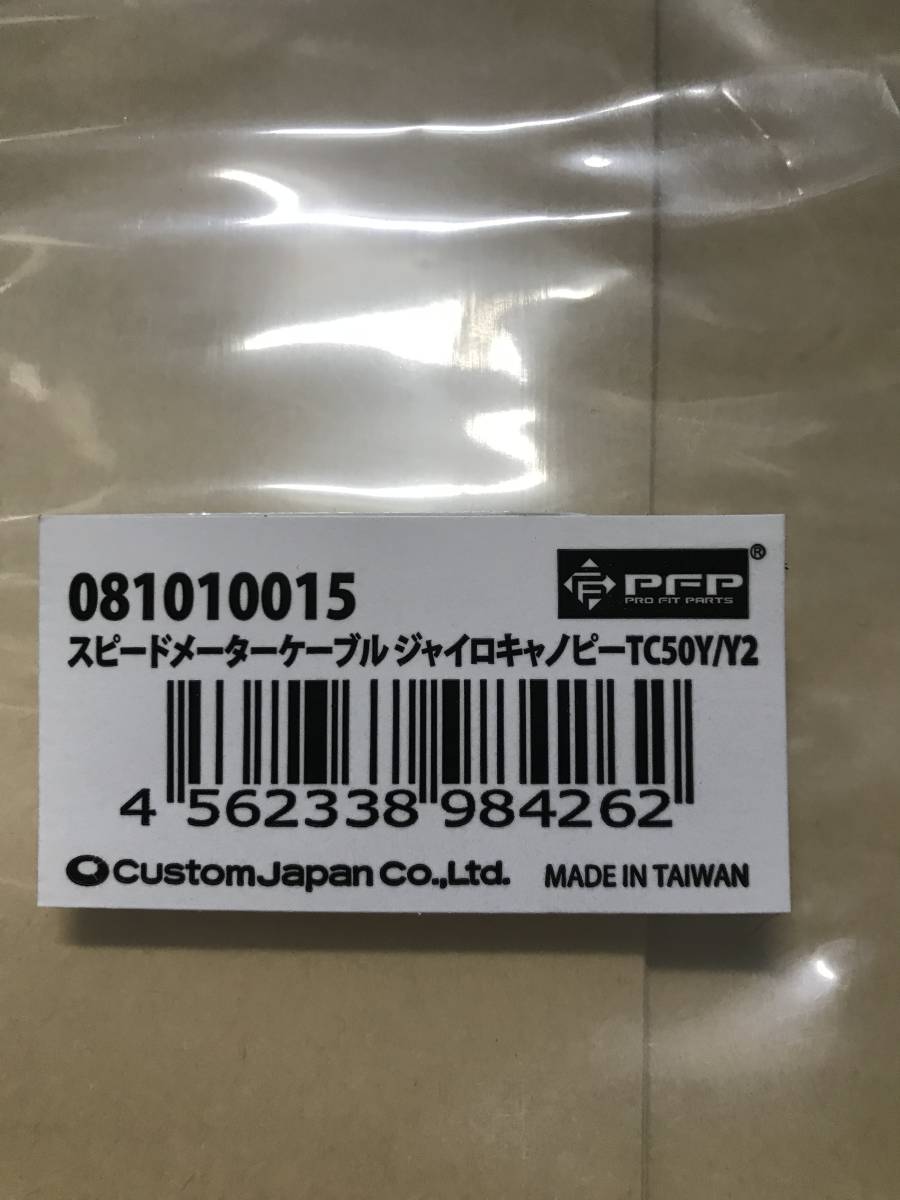 081010015
PFP®
PRO FIT PARTS
スピードメーターケーブル ジャイロキャノピーTC50Y/Y2
4 562338 984262
CustomJapan Co.,Ltd. MADE IN TAIWAN